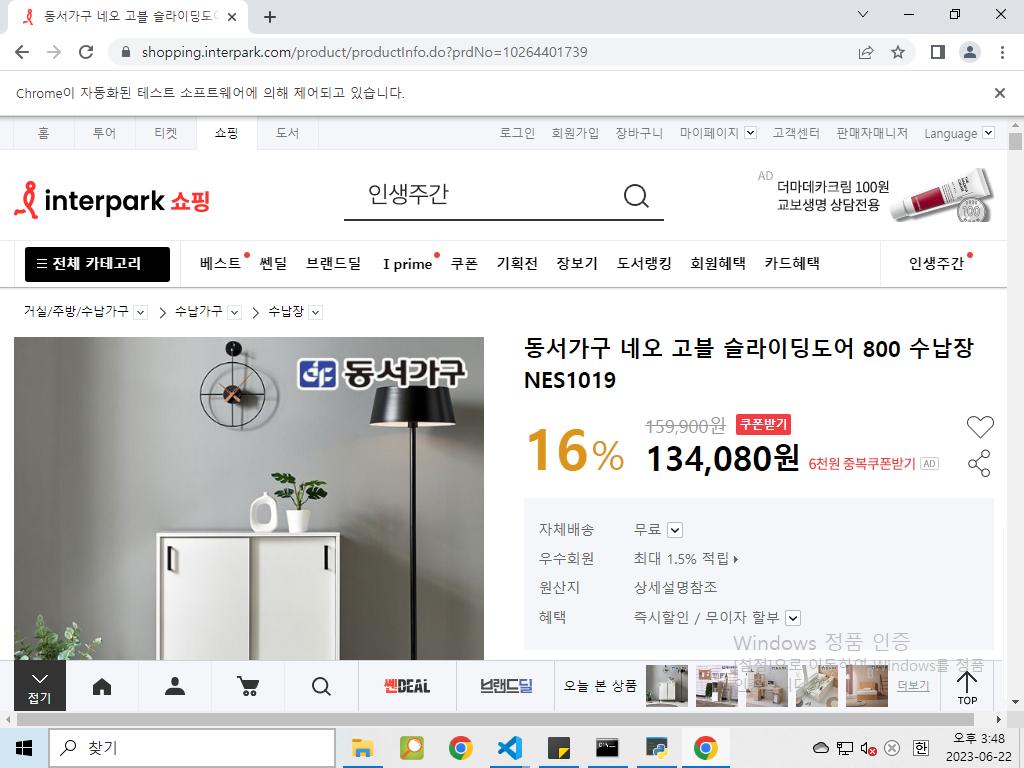 동서가구 네오 고블 슬라이딩도어
shopping.interpark.com/product/productInfo.do?prdNo=10264401739
Chrome이 자동화된 테스트 소프트웨어에 의해 제어되고 있습니다.
홈 투어 티켓 쇼핑 도서 로그인 회원가입 장바구니 마이페이지 고객센터 판매자매니저 Language
interpark 쇼핑
인생주간
AD
더마데카크림 100원
교보생명 상담전용
전체 카테고리 베스트 쎈딜 브랜드딜 I prime 쿠폰 기획전 장보기 도서랭킹 회원혜택 카드혜택 인생주간
거실/주방/수납가구 수납가구 수납장
동서가구
동서가구 네오 고블 슬라이딩도어 800 수납장
NES1019
16% 159,900원 쿠폰받기
134,080원 6천원 중복쿠폰받기 AD
자체배송 무료
우수회원 최대 1.5% 적립
원산지 상세설명참조
혜택 즉시할인 / 무이자 할부
Windows 정품 인증
[설정]으로 이동하여 Windows를 정품
접기 쎈DEAL 브랜드딜 오늘 본 상품 더보기 TOP
찾기
한
오후 3:48
2023-06-22